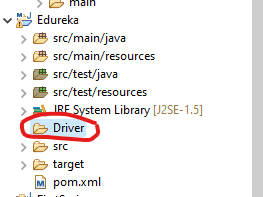 main
Edureka
src/main/java
src/main/resources
src/test/java
src/test/resources
JRE System Library [J2SE-1.5]
Driver
src
target
pom.xml